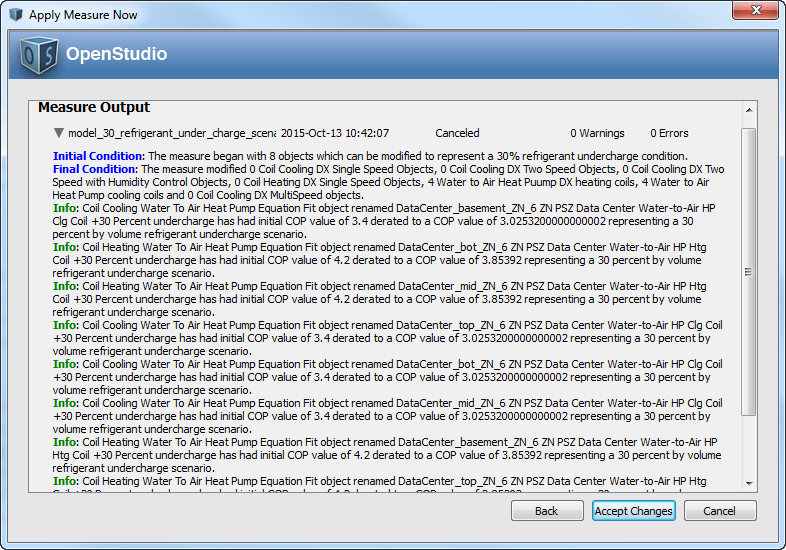 Apply Measure Now
OS OpenStudio
Measure Output
model_30_refrigerant_under_charge_scena 2015-Oct-13 10:42:07 Canceled 0 Warnings 0 Errors
Initial Condition: The measure began with 8 objects which can be modified to represent a 30% refrigerant undercharge condition.
Final Condition: The measure modified 0 Coil Cooling DX Single Speed Objects, 0 Coil Cooling DX Two Speed Objects, 0 Coil Cooling DX Two
Speed with Humidity Control Objects, 0 Coil Heating DX Single Speed Objects, 4 Water to Air Heat Puump DX heating coils, 4 Water to Air
Heat Pump cooling coils and 0 Coil Cooling DX MultiSpeed objects.
Info: Coil Cooling Water To Air Heat Pump Equation Fit object renamed DataCenter_basement_ZN_6 ZN PSZ Data Center Water-to-Air HP
Clg Coil +30 Percent undercharge has had initial COP value of 3.4 derated to a COP value of 3.0253200000000002 representing a 30
percent by volume refrigerant undercharge scenario.
Info: Coil Heating Water To Air Heat Pump Equation Fit object renamed DataCenter_bot_ZN_6 ZN PSZ Data Center Water-to-Air HP Htg
Coil +30 Percent undercharge has had initial COP value of 4.2 derated to a COP value of 3.85392 representing a 30 percent by volume
refrigerant undercharge scenario.
Info: Coil Heating Water To Air Heat Pump Equation Fit object renamed DataCenter_mid_ZN_6 ZN PSZ Data Center Water-to-Air HP Htg
Coil +30 Percent undercharge has had initial COP value of 4.2 derated to a COP value of 3.85392 representing a 30 percent by volume
refrigerant undercharge scenario.
Info: Coil Cooling Water To Air Heat Pump Equation Fit object renamed DataCenter_top_ZN_6 ZN PSZ Data Center Water-to-Air HP Clg Coil
+30 Percent undercharge has had initial COP value of 3.4 derated to a COP value of 3.0253200000000002 representing a 30 percent by
volume refrigerant undercharge scenario.
Info: Coil Cooling Water To Air Heat Pump Equation Fit object renamed DataCenter_bot_ZN_6 ZN PSZ Data Center Water-to-Air HP Clg Coil
+30 Percent undercharge has had initial COP value of 3.4 derated to a COP value of 3.0253200000000002 representing a 30 percent by
volume refrigerant undercharge scenario.
Info: Coil Cooling Water To Air Heat Pump Equation Fit object renamed DataCenter_mid_ZN_6 ZN PSZ Data Center Water-to-Air HP Clg Coil
+30 Percent undercharge has had initial COP value of 3.4 derated to a COP value of 3.0253200000000002 representing a 30 percent by
volume refrigerant undercharge scenario.
Info: Coil Heating Water To Air Heat Pump Equation Fit object renamed DataCenter_basement_ZN_6 ZN PSZ Data Center Water-to-Air HP
Htg Coil +30 Percent undercharge has had initial COP value of 4.2 derated to a COP value of 3.85392 representing a 30 percent by volume
refrigerant undercharge scenario.
Info: Coil Heating Water To Air Heat Pump Equation Fit object renamed DataCenter_top_ZN_6 ZN PSZ Data Center Water-to-Air HP Htg
Back Accept Changes Cancel